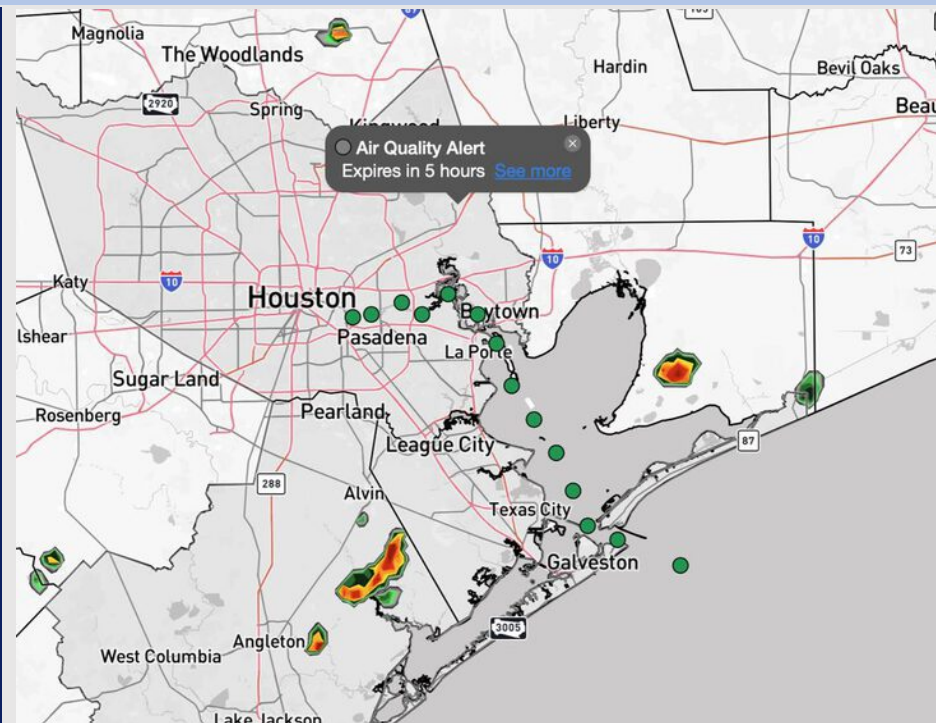 Magnolia
The Woodlands
Hardin
Bevil Oaks
2920
Spring
Liberty
Air Quality Alert
Expires in 5 hours See more
10
10
73
Katy
10
Houston
Baytown
Pasadena
La Porte
Sugar Land
Rosenberg
Pearland
League City
87
288
Alvin
Texas City
Galveston
3005
Angleton
West Columbia
Lake Jackson